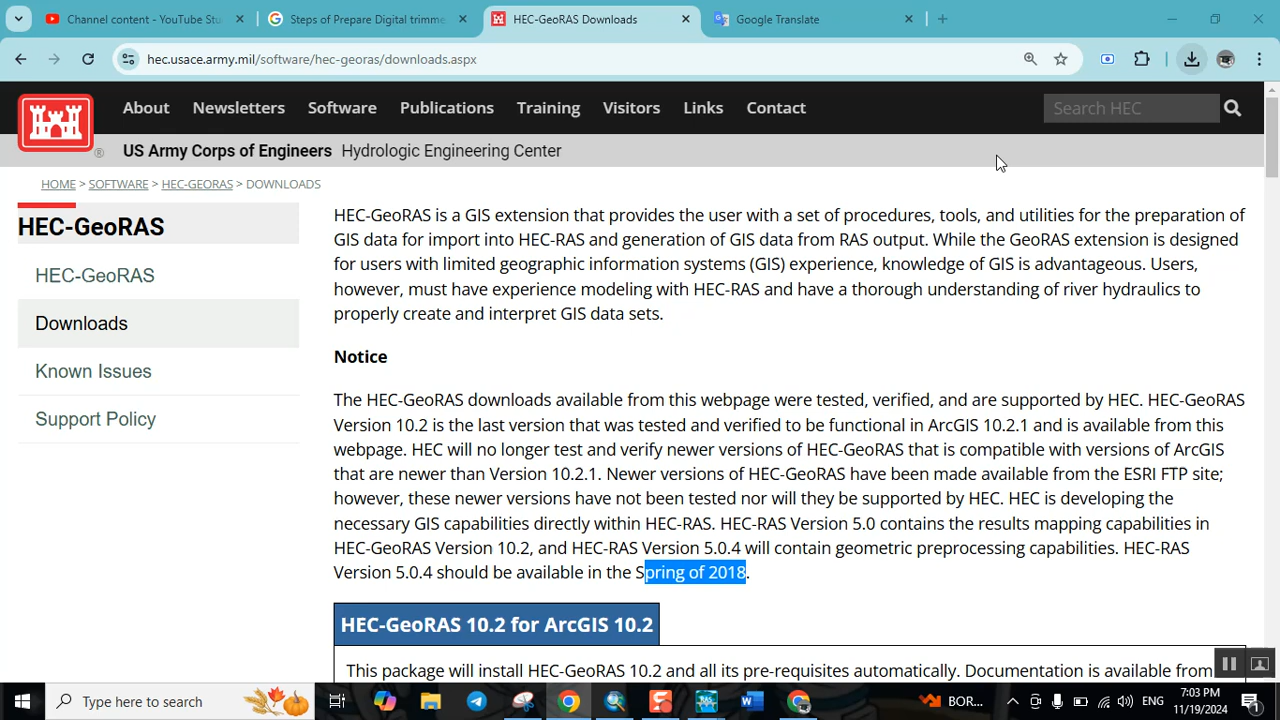 Channel content - YouTube Stu
Steps of Prepare Digital trimme
HEC-GeoRAS Downloads
Google Translate
hec.usace.army.mil/software/hec-georas/downloads.aspx
About Newsletters Software Publications Training Visitors Links Contact
Search HEC
®
US Army Corps of Engineers Hydrologic Engineering Center
HOME > SOFTWARE > HEC-GEORAS > DOWNLOADS
HEC-GeoRAS
HEC-GeoRAS
Downloads
Known Issues
Support Policy
HEC-GeoRAS is a GIS extension that provides the user with a set of procedures, tools, and utilities for the preparation of
GIS data for import into HEC-RAS and generation of GIS data from RAS output. While the GeoRAS extension is designed
for users with limited geographic information systems (GIS) experience, knowledge of GIS is advantageous. Users,
however, must have experience modeling with HEC-RAS and have a thorough understanding of river hydraulics to
properly create and interpret GIS data sets.
Notice
The HEC-GeoRAS downloads available from this webpage were tested, verified, and are supported by HEC. HEC-GeoRAS
Version 10.2 is the last version that was tested and verified to be functional in ArcGIS 10.2.1 and is available from this
webpage. HEC will no longer test and verify newer versions of HEC-GeoRAS that is compatible with versions of ArcGIS
that are newer than Version 10.2.1. Newer versions of HEC-GeoRAS have been made available from the ESRI FTP site;
however, these newer versions have not been tested nor will they be supported by HEC. HEC is developing the
necessary GIS capabilities directly within HEC-RAS. HEC-RAS Version 5.0 contains the results mapping capabilities in
HEC-GeoRAS Version 10.2, and HEC-RAS Version 5.0.4 will contain geometric preprocessing capabilities. HEC-RAS
Version 5.0.4 should be available in the Spring of 2018.
HEC-GeoRAS 10.2 for ArcGIS 10.2
This package will install HEC-GeoRAS 10.2 and all its pre-requisites automatically. Documentation is available from
Type here to search
BOR...
ENG
7:03 PM
11/19/2024